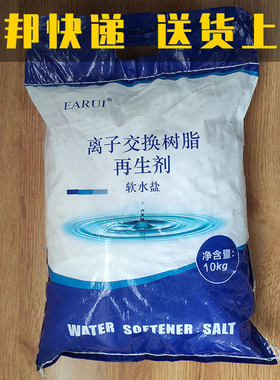 邦快递 送货上
EARUI®
离子交换树脂
再生剂
软水盐
净含量:
10kg
WATER SOFTENER SALT